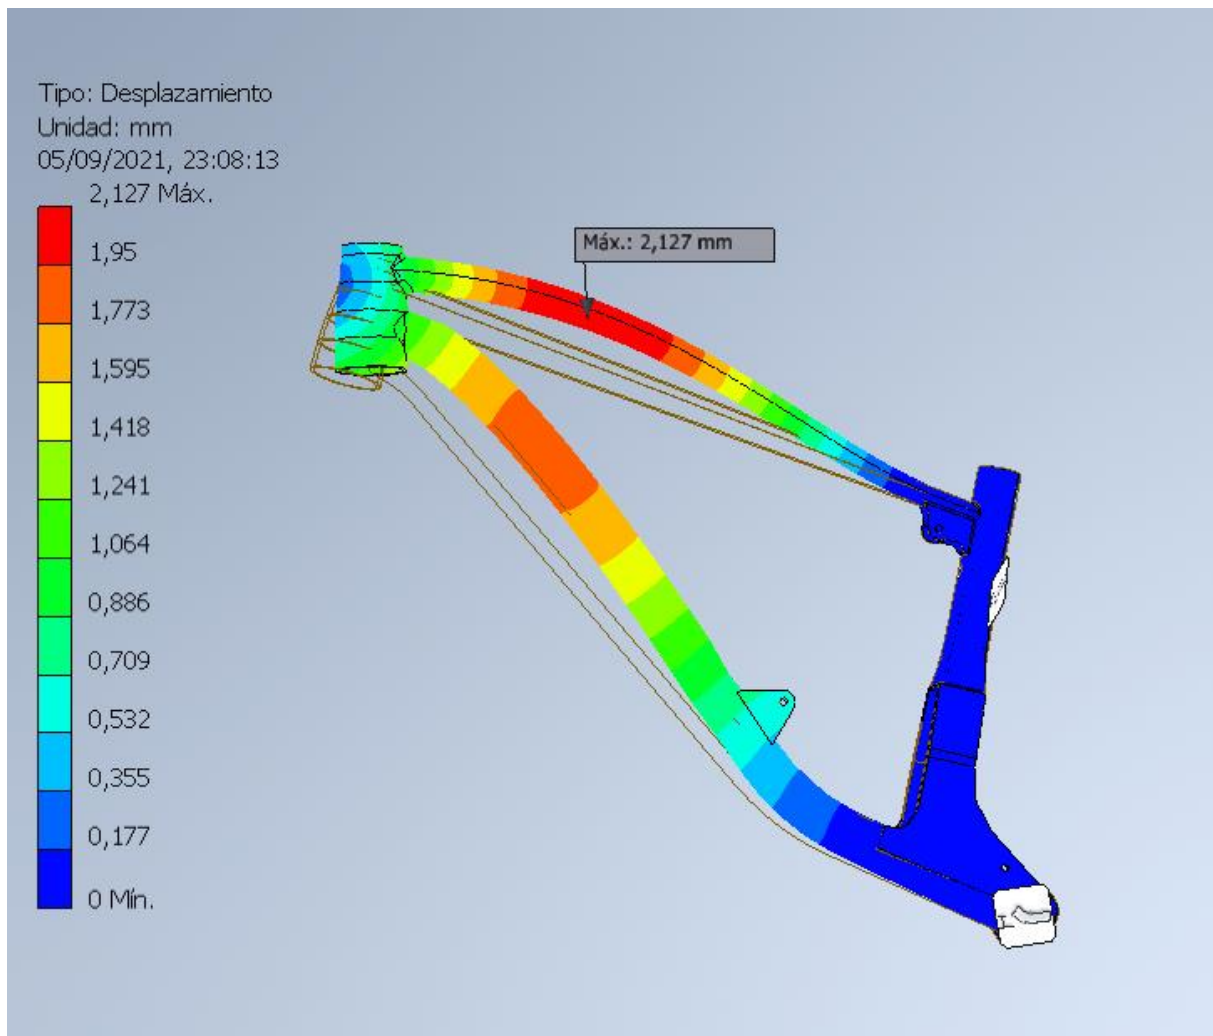 Tipo: Desplazamiento
Unidad: mm
05/09/2021, 23:08:13
2,127 Máx.
1,95
1,773
1,595
1,418
1,241
1,064
0,886
0,709
0,532
0,355
0,177
0 Mín.
Máx.: 2,127 mm